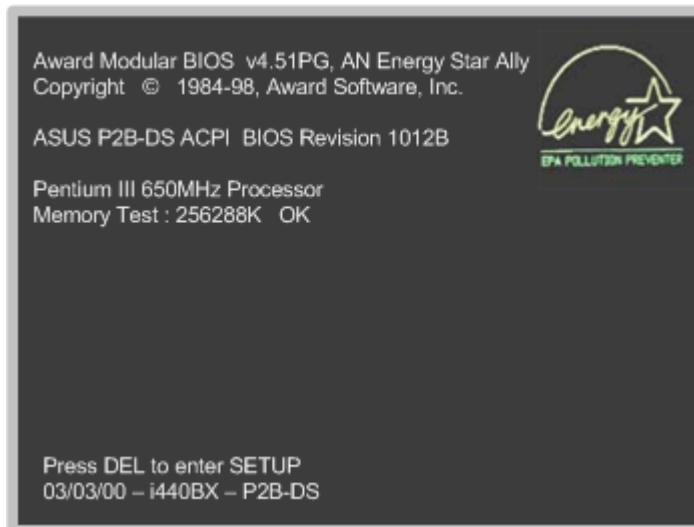 Award Modular BIOS v4.51PG, AN Energy Star Ally
Copyright © 1984-98, Award Software, Inc.
energy
EPA POLLUTION PREVENTER
ASUS P2B-DS ACPI BIOS Revision 1012B
Pentium III 650MHz Processor
Memory Test : 256288K OK
Press DEL to enter SETUP
03/03/00 – i440BX – P2B-DS